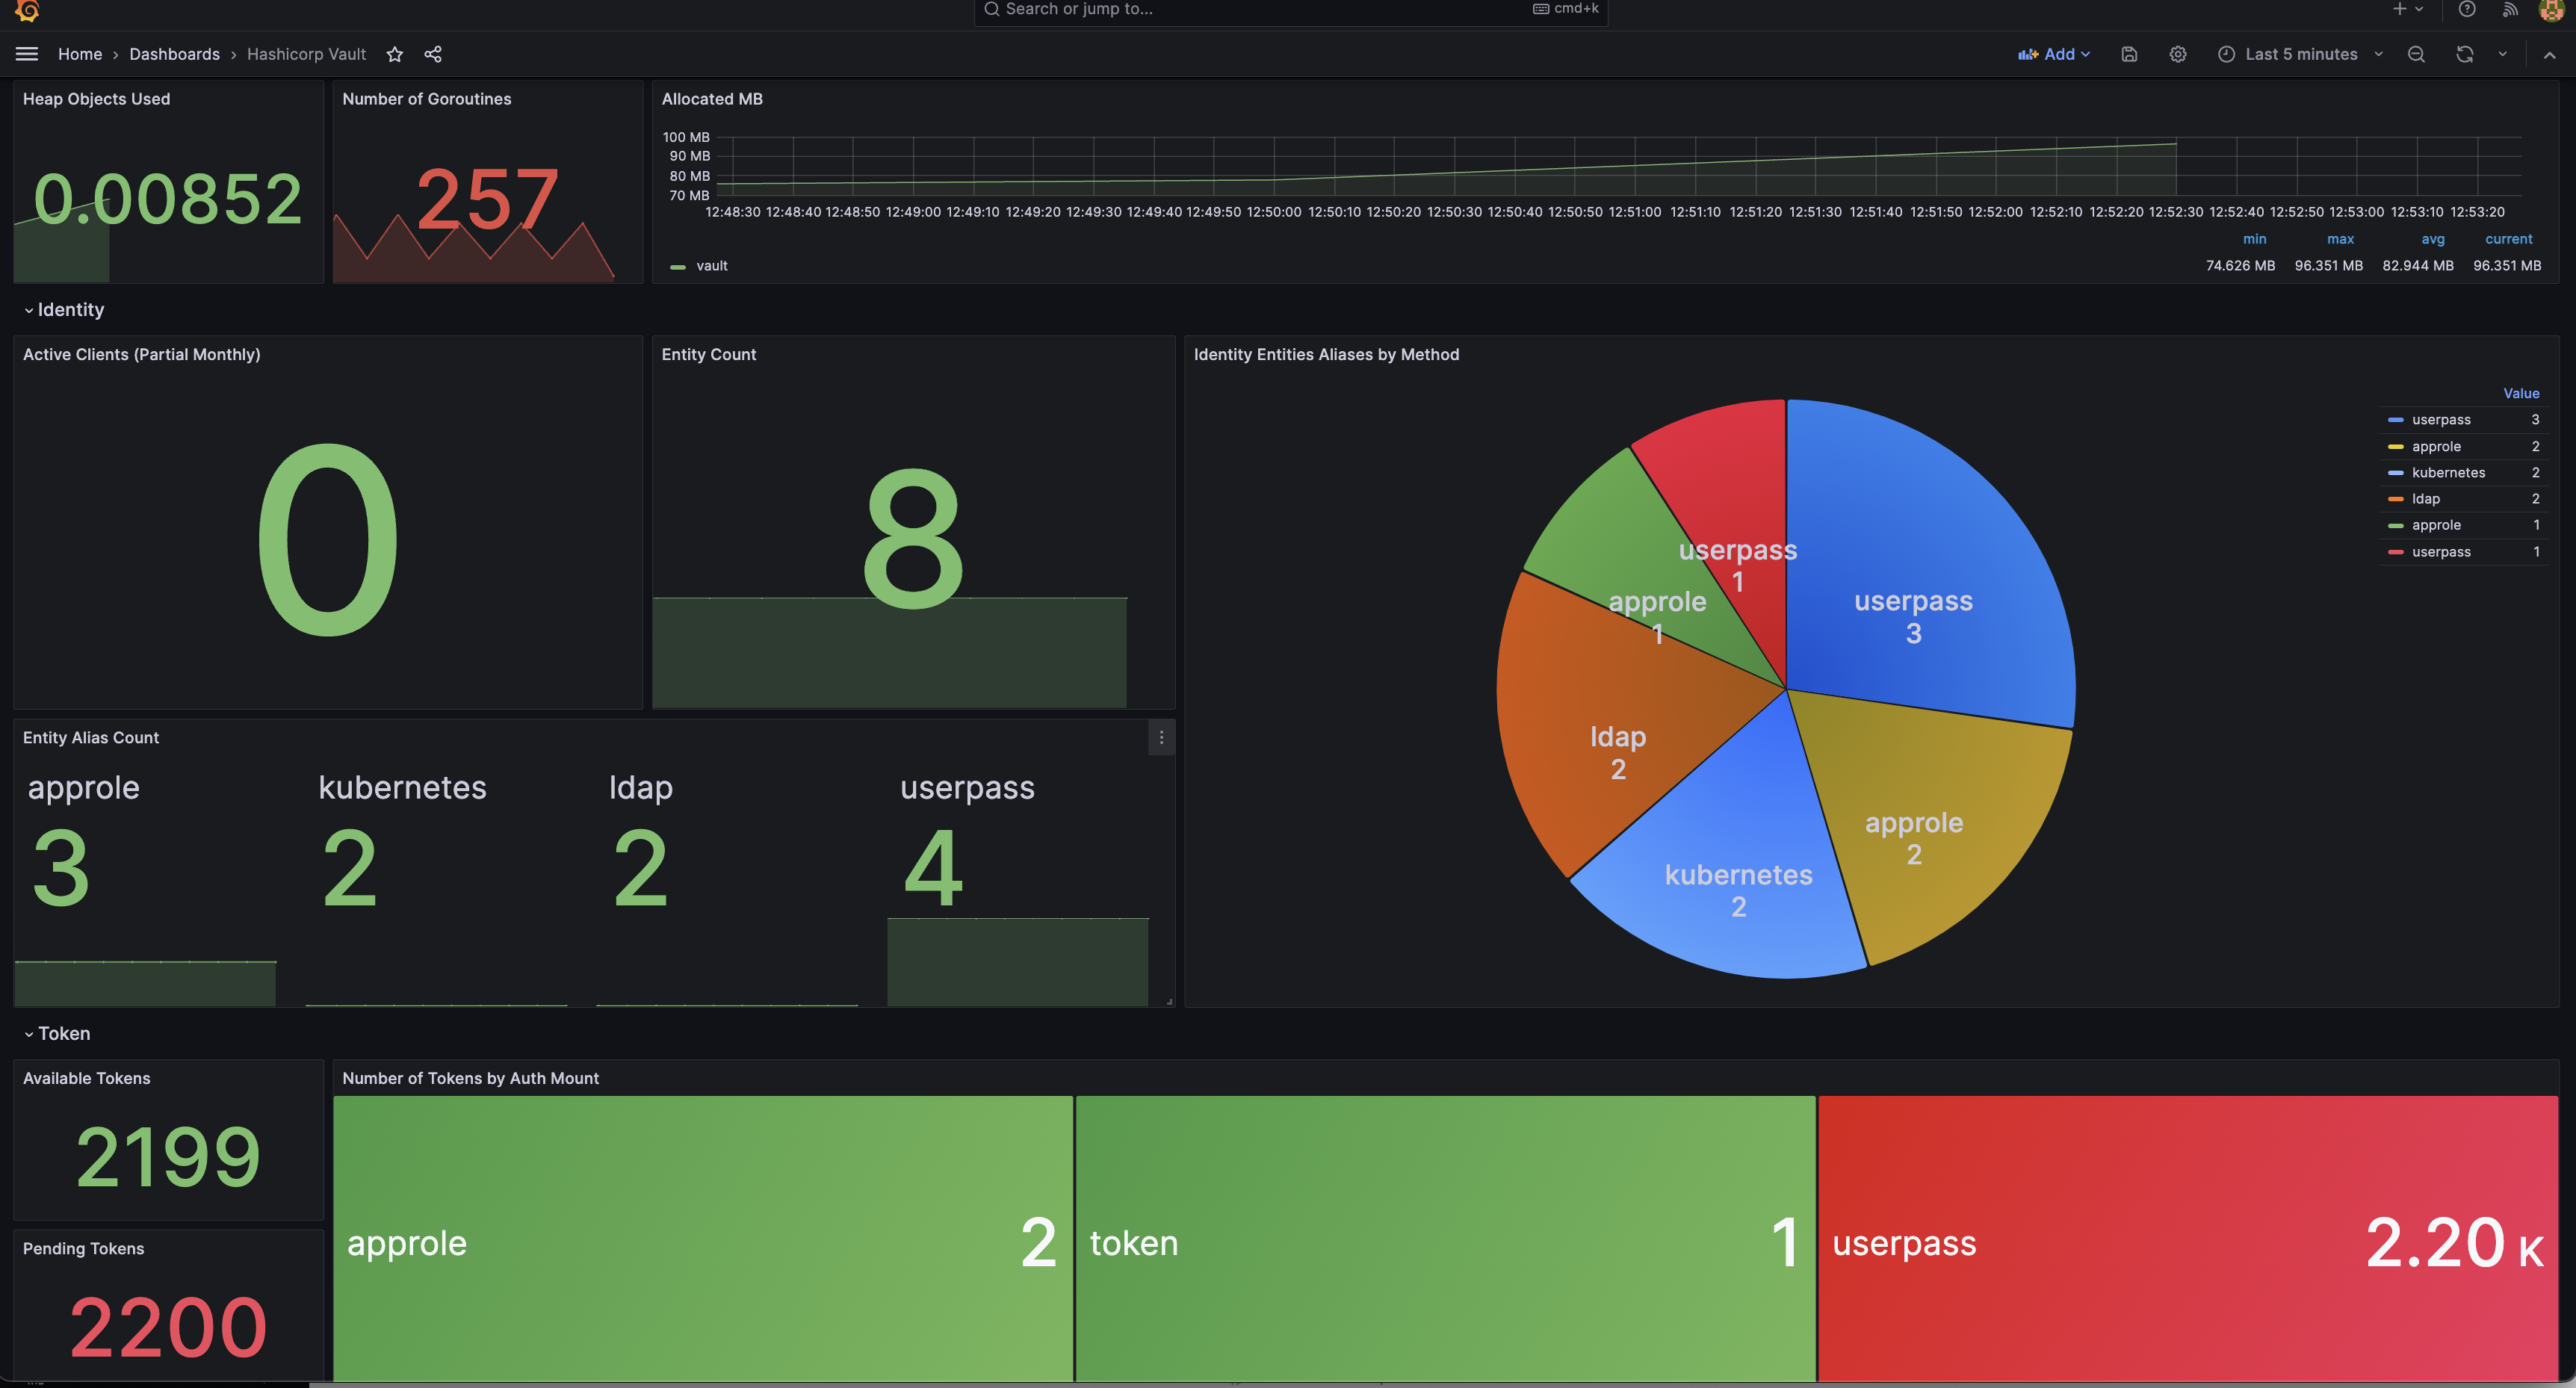 Search or jump to... cmd+k
Home › Dashboards › Hashicorp Vault
Add
Last 5 minutes
Heap Objects Used
0.00852
Number of Goroutines
257
Allocated MB
100 MB
90 MB
80 MB
70 MB
12:48:30 12:48:40 12:48:50 12:49:00 12:49:10 12:49:20 12:49:30 12:49:40 12:49:50 12:50:00 12:50:10 12:50:20 12:50:30 12:50:40 12:50:50 12:51:00 12:51:10 12:51:20 12:51:30 12:51:40 12:51:50 12:52:00 12:52:10 12:52:20 12:52:30 12:52:40 12:52:50 12:53:00 12:53:10 12:53:20
min max avg current
vault 74.626 MB 96.351 MB 82.944 MB 96.351 MB
Identity
Active Clients (Partial Monthly)
0
Entity Count
8
Identity Entities Aliases by Method
Value
userpass 3
approle 2
kubernetes 2
ldap 2
approle 1
userpass 1
userpass
1
approle
1
userpass
3
ldap
2
approle
2
kubernetes
2
Entity Alias Count
approle
3
kubernetes
2
ldap
2
userpass
4
Token
Available Tokens
2199
Pending Tokens
2200
Number of Tokens by Auth Mount
approle 2
token 1
userpass 2.20 K